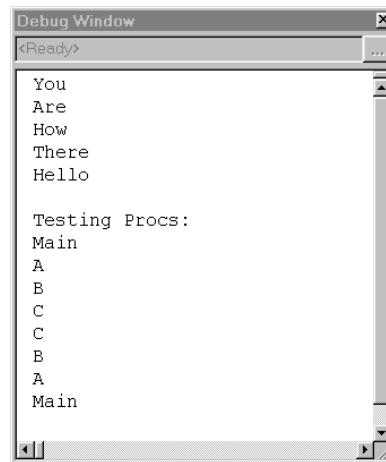 Debug Window
<Ready>
...
You
Are
How
There
Hello
Testing Procs:
Main
A
B
C
C
B
A
Main